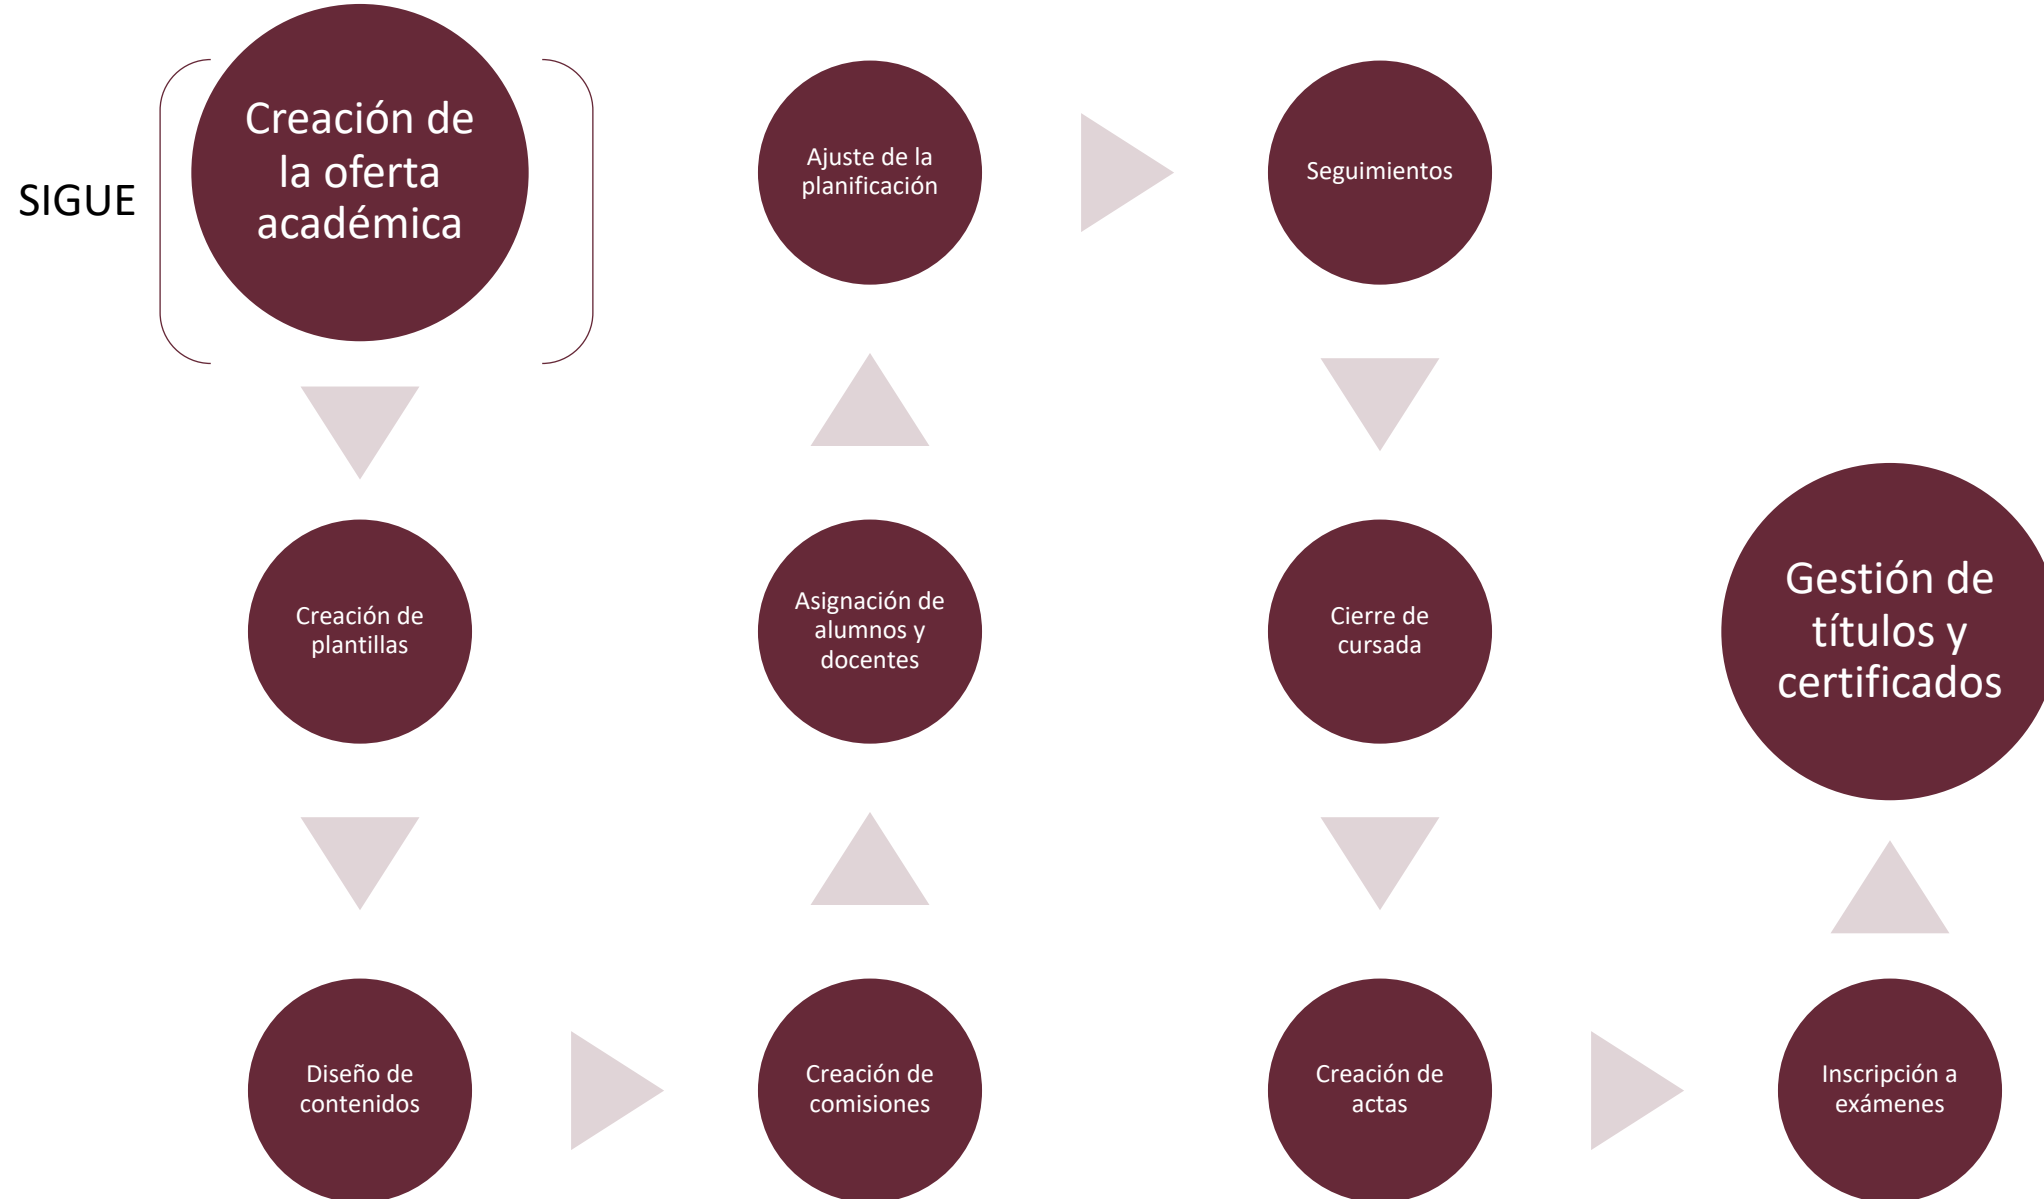 SIGUE
Creación de
la oferta
académica
Creación de
plantillas
Diseño de
contenidos
Creación de
comisiones
Asignación de
alumnos y
docentes
Ajuste de la
planificación
Seguimientos
Cierre de
cursada
Creación de
actas
Inscripción a
exámenes
Gestión de
títulos y
certificados